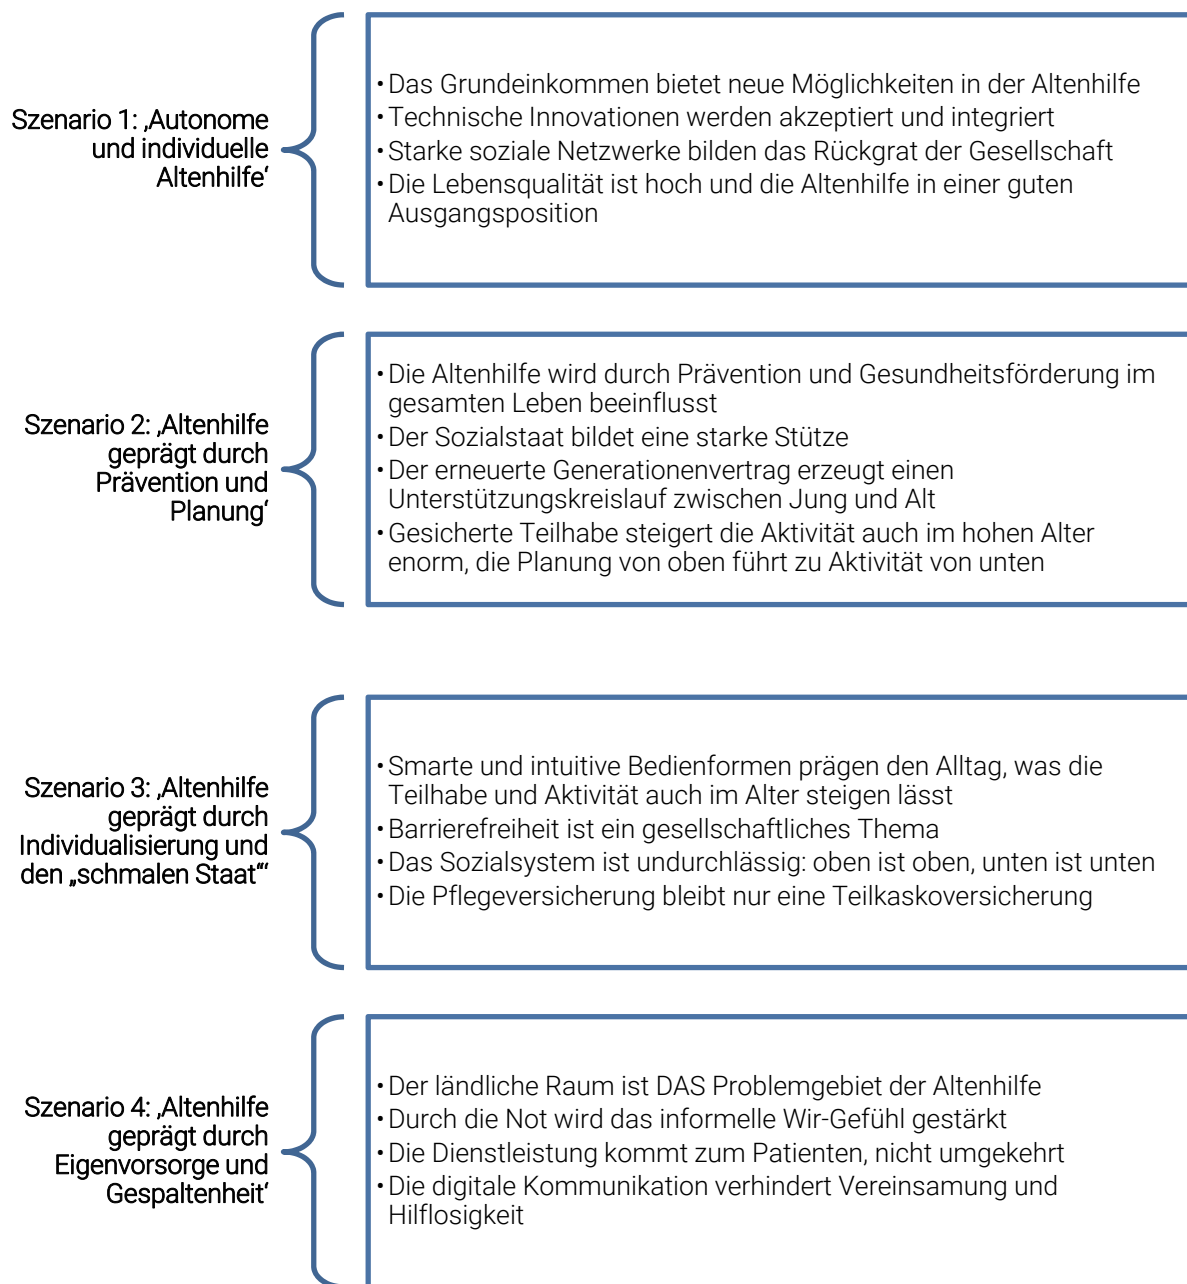 Szenario 1: ‚Autonome
und individuelle
Altenhilfe‘
•Das Grundeinkommen bietet neue Möglichkeiten in der Altenhilfe
•Technische Innovationen werden akzeptiert und integriert
•Starke soziale Netzwerke bilden das Rückgrat der Gesellschaft
•Die Lebensqualität ist hoch und die Altenhilfe in einer guten
Ausgangsposition
Szenario 2: ‚Altenhilfe
geprägt durch
Prävention und
Planung‘
•Die Altenhilfe wird durch Prävention und Gesundheitsförderung im
gesamten Leben beeinflusst
•Der Sozialstaat bildet eine starke Stütze
•Der erneuerte Generationenvertrag erzeugt einen
Unterstützungskreislauf zwischen Jung und Alt
•Gesicherte Teilhabe steigert die Aktivität auch im hohen Alter
enorm, die Planung von oben führt zu Aktivität von unten
Szenario 3: ‚Altenhilfe
geprägt durch
Individualisierung und
den „schmalen Staat“‘
•Smarte und intuitive Bedienformen prägen den Alltag, was die
Teilhabe und Aktivität auch im Alter steigen lässt
•Barrierefreiheit ist ein gesellschaftliches Thema
•Das Sozialsystem ist undurchlässig: oben ist oben, unten ist unten
•Die Pflegeversicherung bleibt nur eine Teilkaskoversicherung
Szenario 4: ‚Altenhilfe
geprägt durch
Eigenvorsorge und
Gespaltenheit‘
•Der ländliche Raum ist DAS Problemgebiet der Altenhilfe
•Durch die Not wird das informelle Wir-Gefühl gestärkt
•Die Dienstleistung kommt zum Patienten, nicht umgekehrt
•Die digitale Kommunikation verhindert Vereinsamung und
Hilflosigkeit